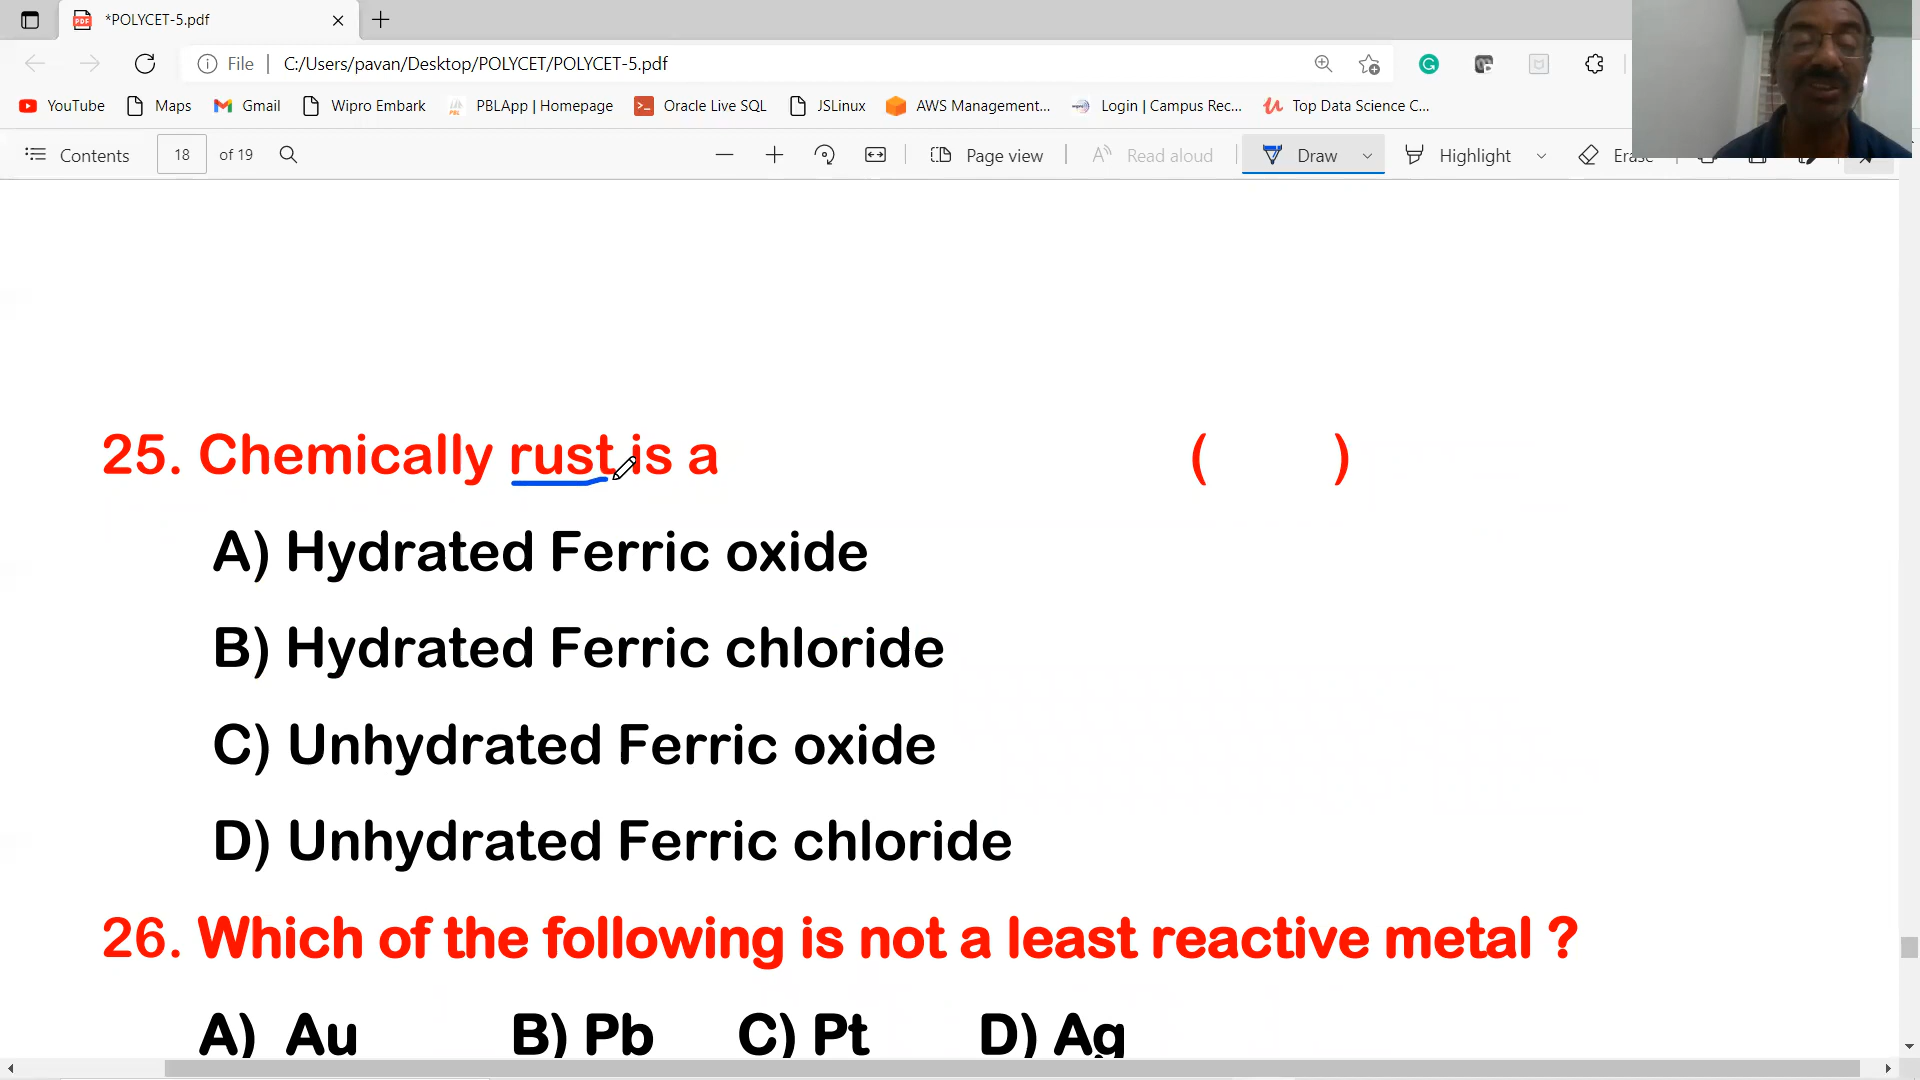 *POLYCET-5.pdf
File C:/Users/pavan/Desktop/POLYCET/POLYCET-5.pdf
YouTube Maps Gmail Wipro Embark PBLApp | Homepage Oracle Live SQL JSLinux AWS Management... Login | Campus Rec... Top Data Science C...
Contents 18 of 19 Page view Read aloud Draw Highlight Erase
25. Chemically rust is a ( )
A) Hydrated Ferric oxide
B) Hydrated Ferric chloride
C) Unhydrated Ferric oxide
D) Unhydrated Ferric chloride
26. Which of the following is not a least reactive metal ?
A) Au B) Pb C) Pt D) Ag